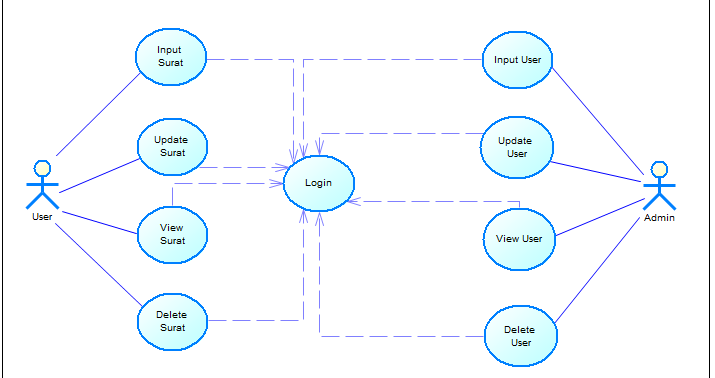 Input
Surat
Input User
Update
Surat
Update
User
Login
User
Admin
View
Surat
View User
Delete
Surat
Delete
User